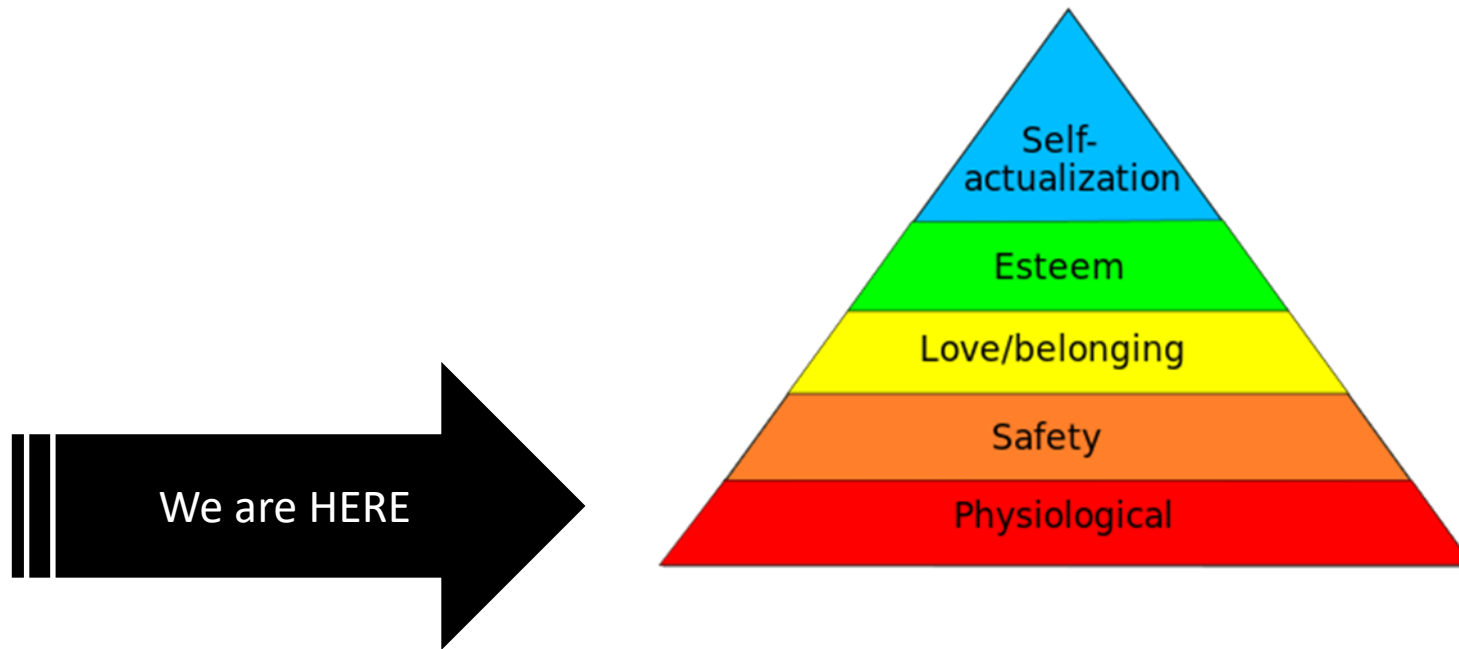 Self-
actualization
Esteem
Love/belonging
Safety
We are HERE
Physiological